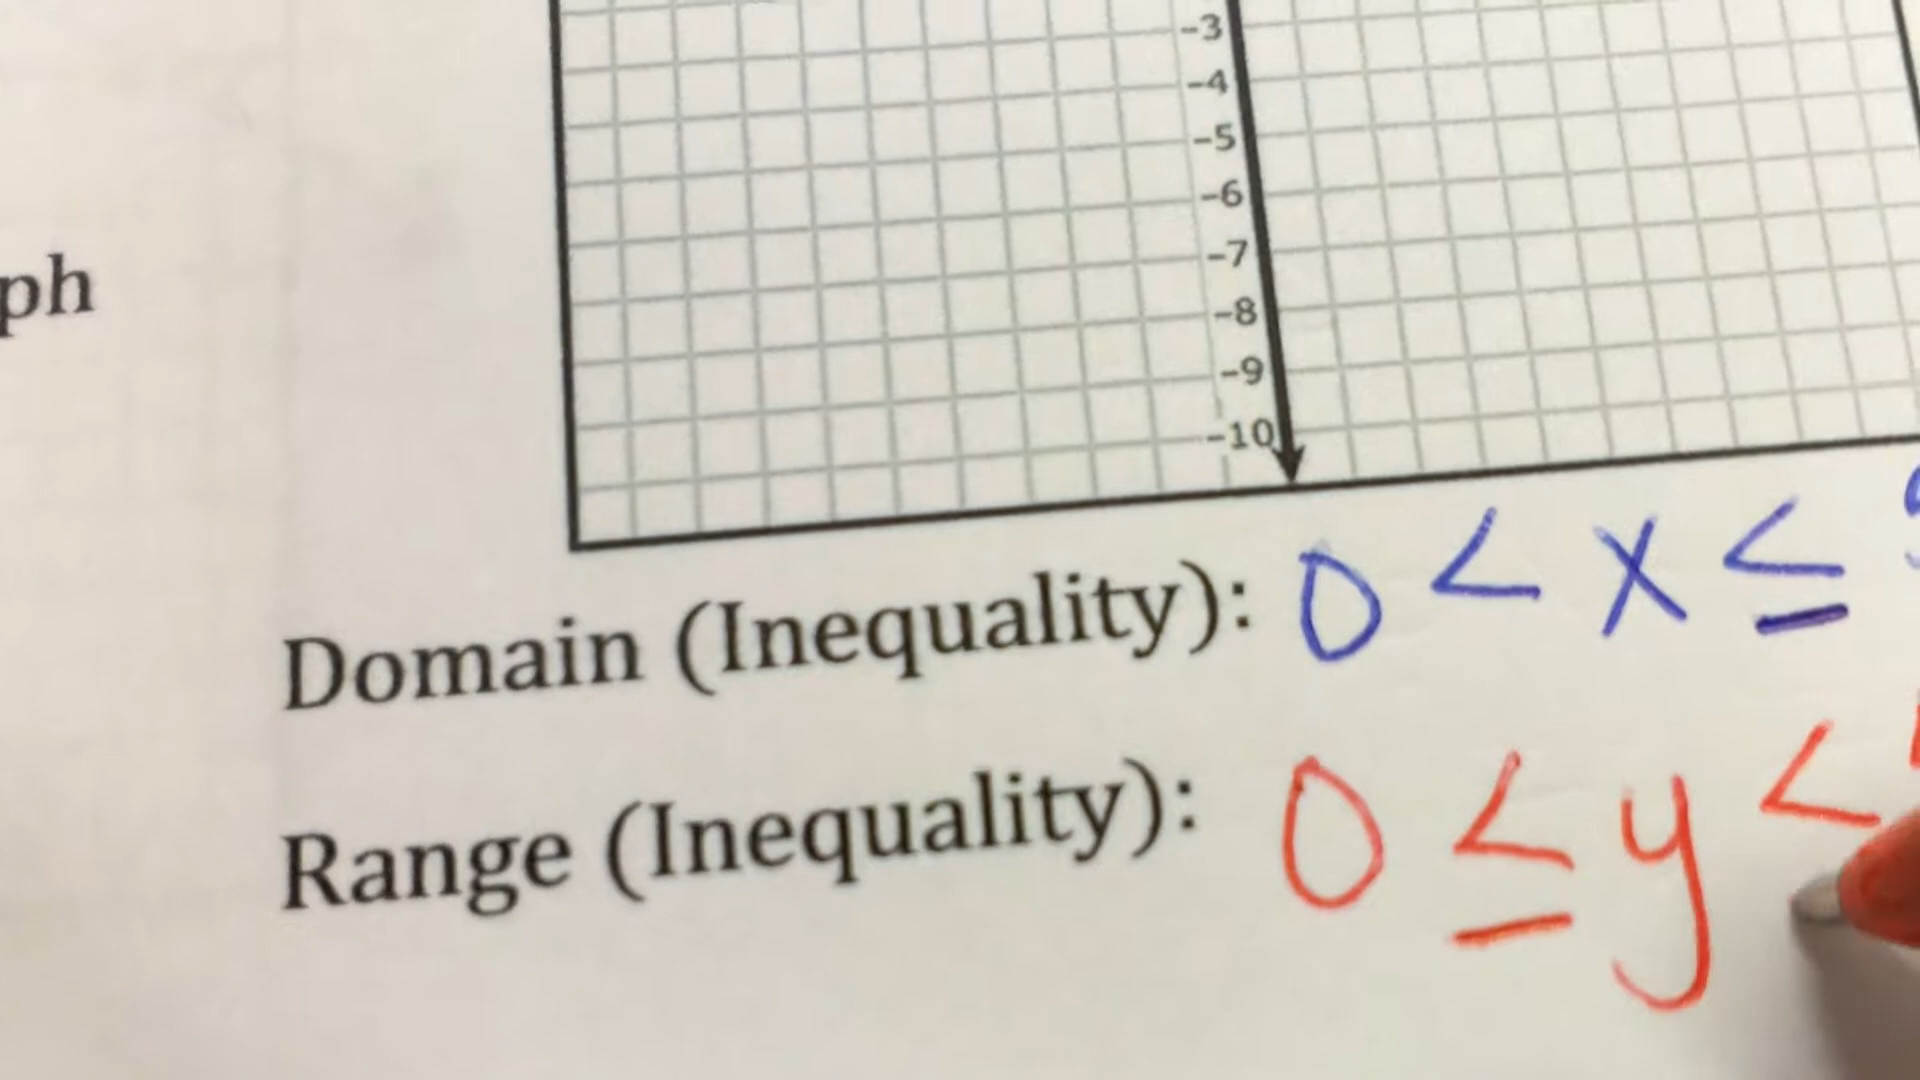 -3
-4
-5
-6
-7
-8
-9
-10
ph
Domain (Inequality): 0 < x ≤
Range (Inequality): 0 ≤ y <